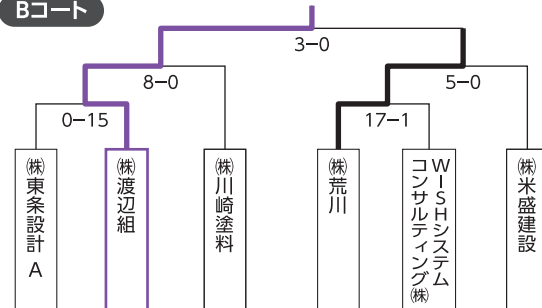 Bコート
3-0
8-0
5-0
0-15
17-1
㈱東条設計 A
㈱渡辺組
㈱川崎塗料
㈱荒川
WISHシステム
コンサルティング㈱
㈱米盛建設